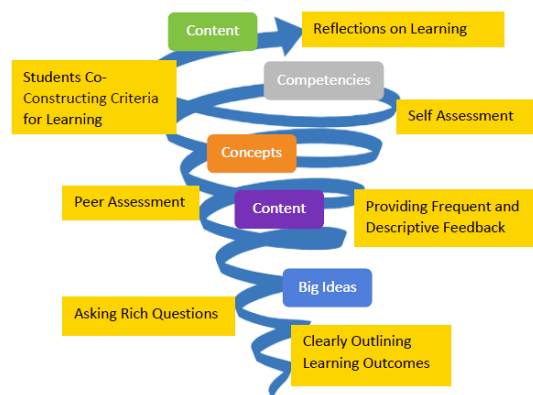 Content
Reflections on Learning
Students Co-
Constructing Criteria
for Learning
Competencies
Self Assessment
Concepts
Peer Assessment
Content
Providing Frequent and
Descriptive Feedback
Big Ideas
Asking Rich Questions
Clearly Outlining
Learning Outcomes